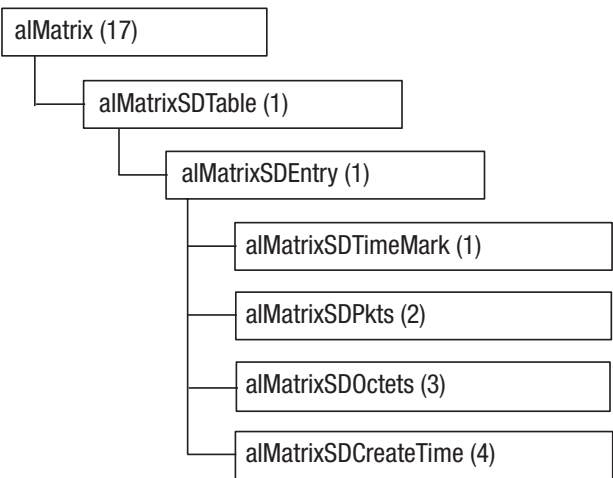 alMatrix (17)
alMatrixSDTable (1)
alMatrixSDEntry (1)
alMatrixSDTimeMark (1)
alMatrixSDPkts (2)
alMatrixSDOctets (3)
alMatrixSDCreateTime (4)